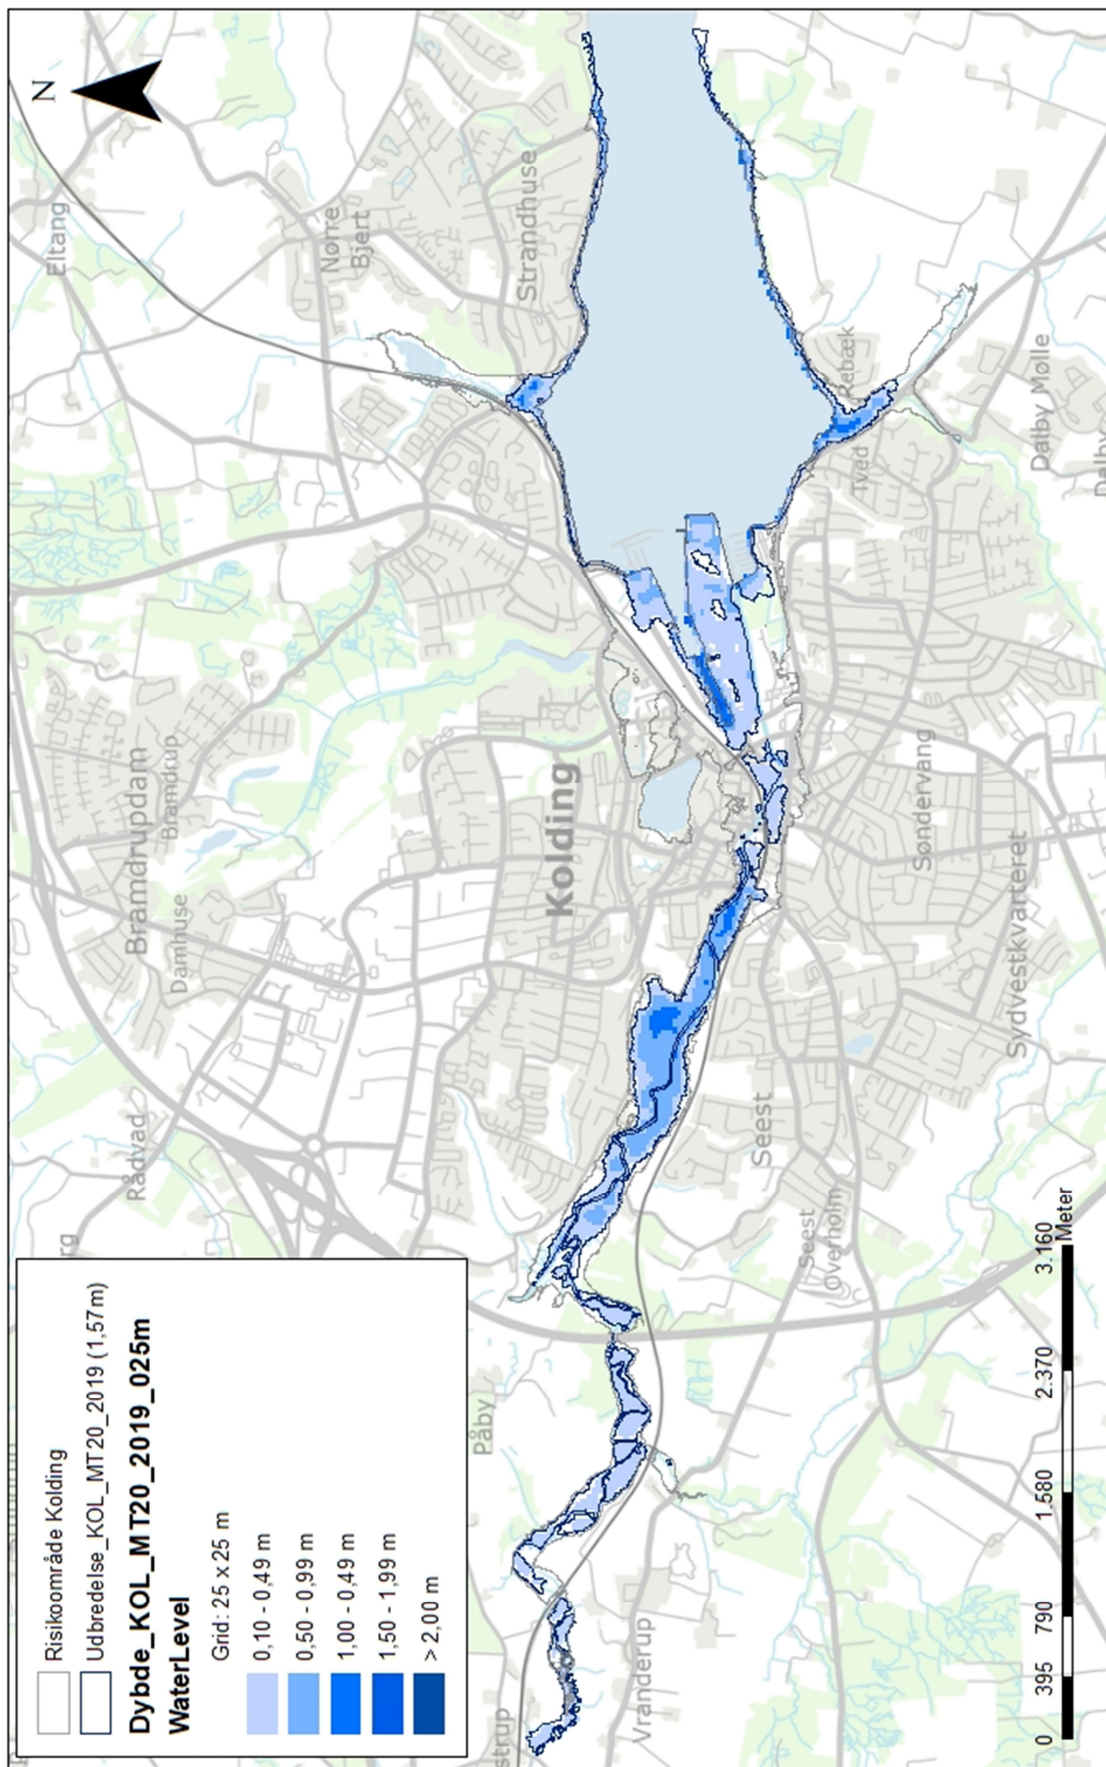 Risikoområde Kolding
Udbredelse_KOL_MT20_2019 (1,57m)
Dybde_KOL_MT20_2019_025m
WaterLevel
Grid: 25 x 25 m
0,10 - 0,49 m
0,50 - 0,99 m
1,00 - 0,49 m
1,50 - 1,99 m
> 2,00 m
N
Eltang
Nørre
Bjert
Strandhuse
Bramdrupdam
Bramdrup
Damhuse
Rådvad
rg
Kolding
Påby
strup
Vranderup
Seest
Seest
Overholm
Sydvestkvarteret
Søndervang
Tved
Rebæk
Dalby Mølle
Dalby
0 395 790 1.580 2.370 3.160
Meter